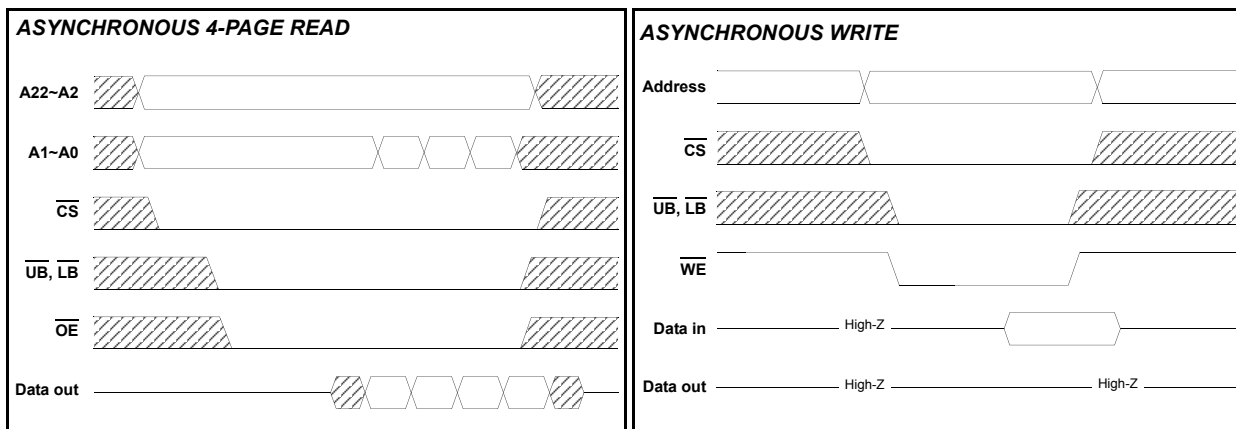 ASYNCHRONOUS 4-PAGE READ
A22~A2
A1~A0
CS
UB, LB
OE
Data out
ASYNCHRONOUS WRITE
Address
CS
UB, LB
WE
Data in
High-Z
Data out
High-Z
High-Z